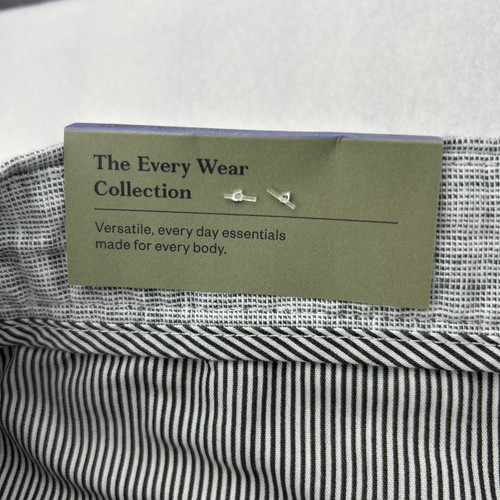 The Every Wear
Collection
Versatile, every day essentials
made for every body.